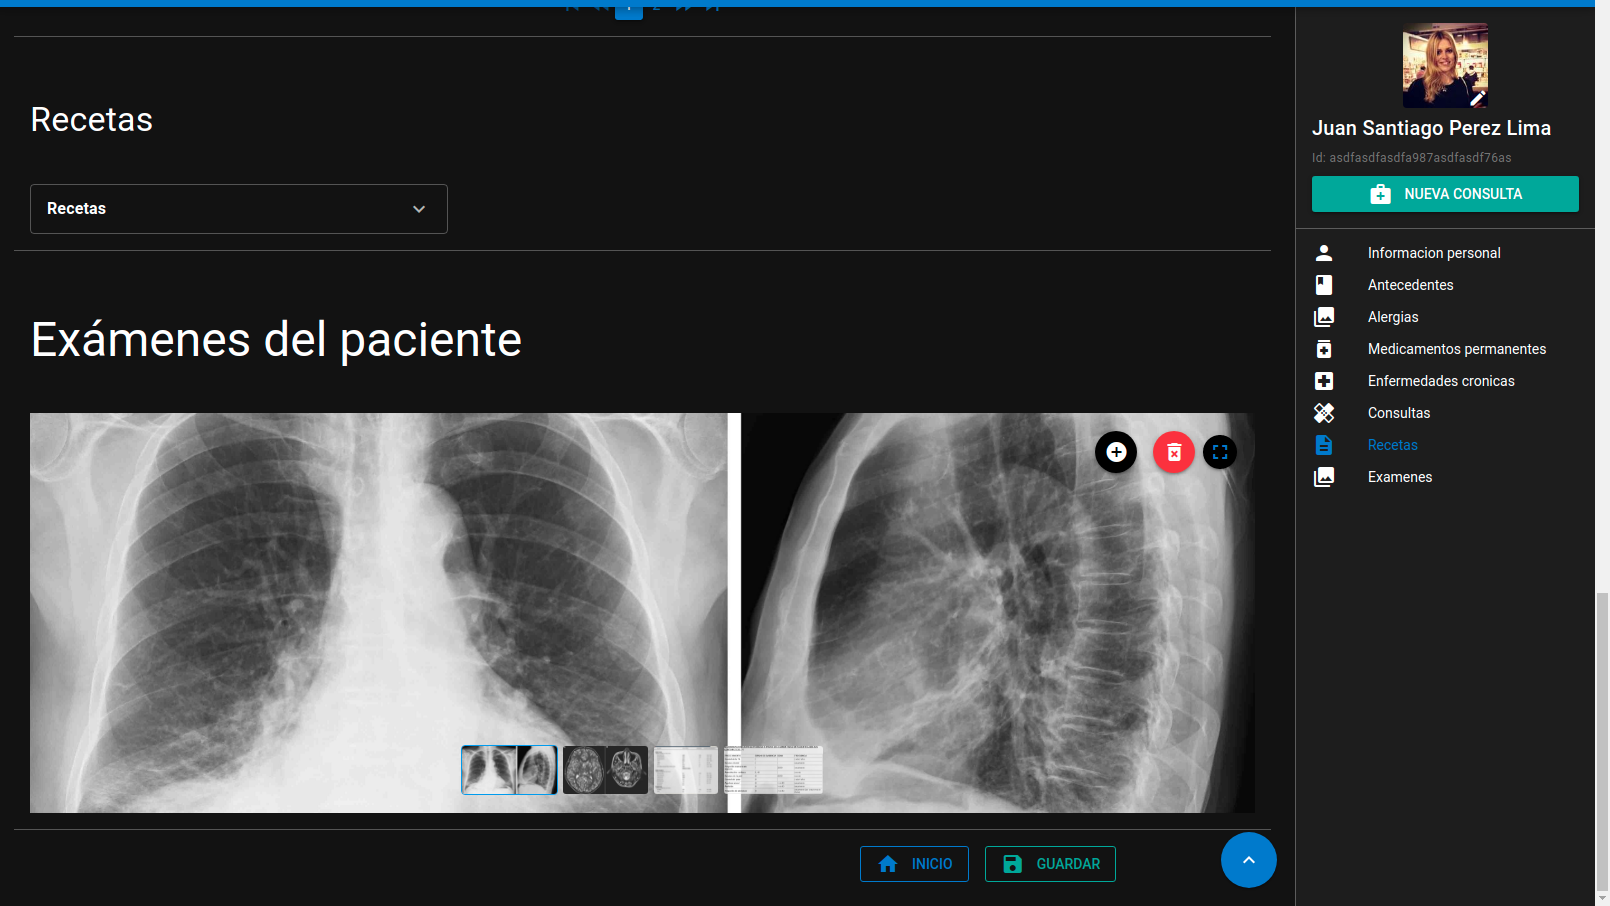 Recetas
Recetas
Exámenes del paciente
INICIO
GUARDAR
Juan Santiago Perez Lima
Id: asdfasdfasdfa987asdfasdf76as
NUEVA CONSULTA
Informacion personal
Antecedentes
Alergias
Medicamentos permanentes
Enfermedades cronicas
Consultas
Recetas
Examenes